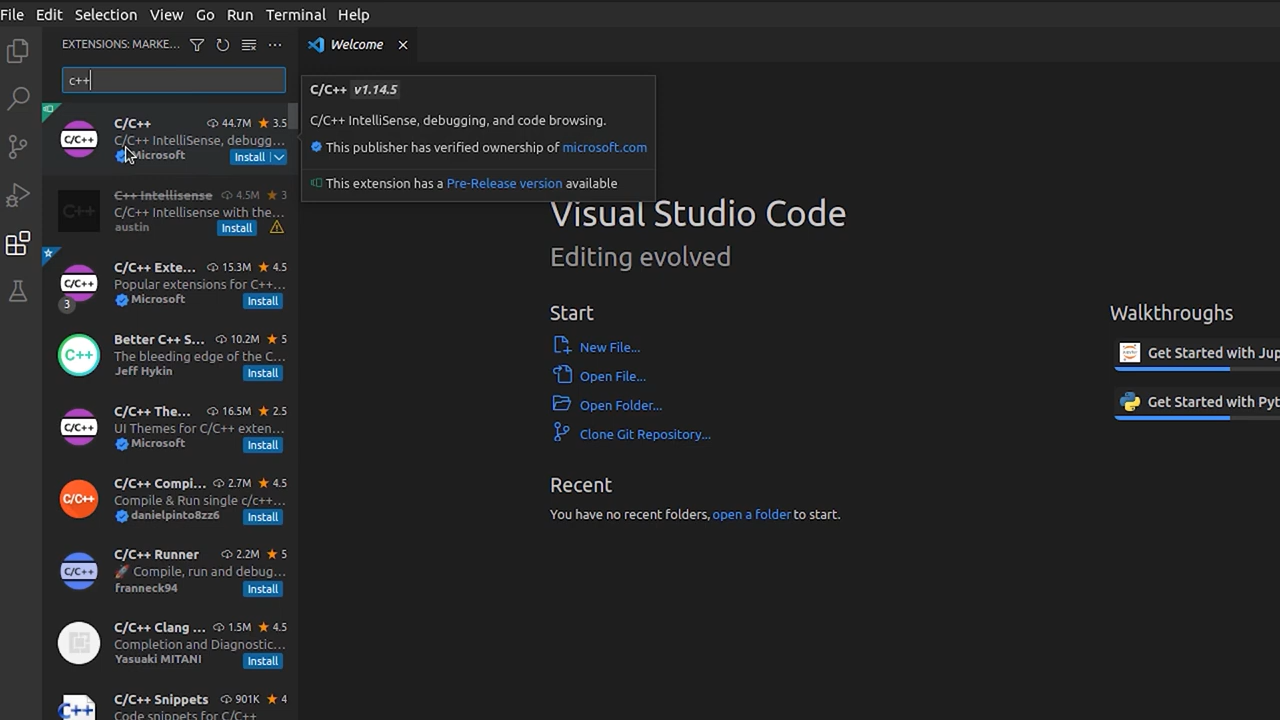 File Edit Selection View Go Run Terminal Help
EXTENSIONS: MARKE...
c++
C/C++ 44.7M 3.5
C/C++ IntelliSense, debugg...
Microsoft Install
C++ Intellisense 4.5M 3
C/C++ Intellisense with the...
austin Install
C/C++ Exte... 15.3M 4.5
Popular extensions for C++...
3 Microsoft Install
Better C++ S... 10.2M 5
The bleeding edge of the C...
Jeff Hykin Install
C/C++ The... 16.5M 2.5
UI Themes for C/C++ exten...
Microsoft Install
C/C++ Compi... 2.7M 4.5
Compile & Run single c/c++...
danielpinto8zz6 Install
C/C++ Runner 2.2M 5
🚀 Compile, run and debug...
franneck94 Install
C/C++ Clang ... 1.5M 4.5
Completion and Diagnostic...
Yasuaki MITANI Install
C/C++ Snippets 901K 4
Code snippets for C/C++
C/C++
C/C++
C++
C/C++
C/C++
C/C++
C++
Welcome
C/C++ v1.14.5
C/C++ IntelliSense, debugging, and code browsing.
This publisher has verified ownership of microsoft.com
This extension has a Pre-Release version available
Visual Studio Code
Editing evolved
Start
New File...
Open File...
Open Folder...
Clone Git Repository...
Recent
You have no recent folders, open a folder to start.
Walkthroughs
Get Started with Jup
Get Started with Pyt